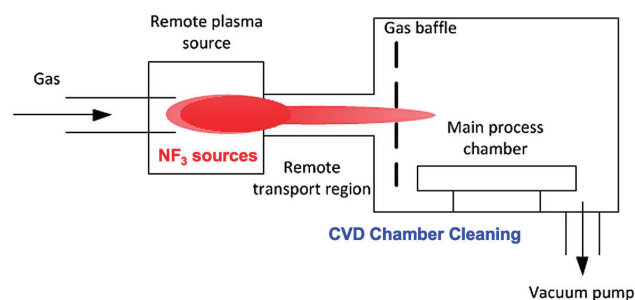 Remote plasma
source
Gas baffle
Gas
Main process
chamber
NF₃ sources
Remote
transport region
CVD Chamber Cleaning
Vacuum pump